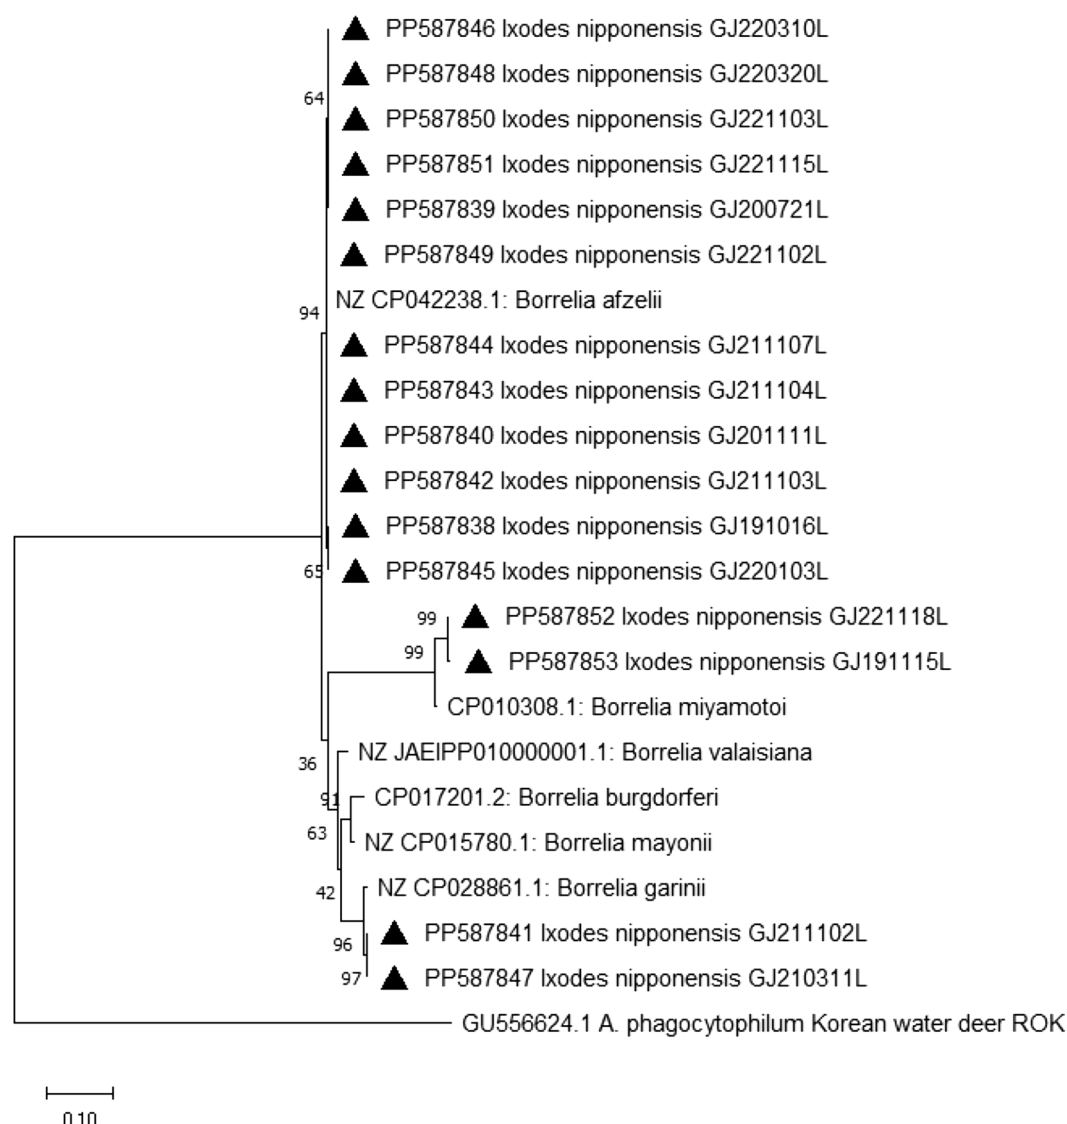 PP587846 Ixodes nipponensis GJ220310L
PP587848 Ixodes nipponensis GJ220320L
64
PP587850 Ixodes nipponensis GJ221103L
PP587851 Ixodes nipponensis GJ221115L
PP587839 Ixodes nipponensis GJ200721L
PP587849 Ixodes nipponensis GJ221102L
NZ CP042238.1: Borrelia afzelii
94
PP587844 Ixodes nipponensis GJ211107L
PP587843 Ixodes nipponensis GJ211104L
PP587840 Ixodes nipponensis GJ201111L
PP587842 Ixodes nipponensis GJ211103L
PP587838 Ixodes nipponensis GJ191016L
65 PP587845 Ixodes nipponensis GJ220103L
99 PP587852 Ixodes nipponensis GJ221118L
99 PP587853 Ixodes nipponensis GJ191115L
CP010308.1: Borrelia miyamotoi
NZ JAEIPP010000001.1: Borrelia valaisiana
36
91 CP017201.2: Borrelia burgdorferi
63 NZ CP015780.1: Borrelia mayonii
42 NZ CP028861.1: Borrelia garinii
PP587841 Ixodes nipponensis GJ211102L
96
97 PP587847 Ixodes nipponensis GJ210311L
GU556624.1 A. phagocytophilum Korean water deer ROK
0.10